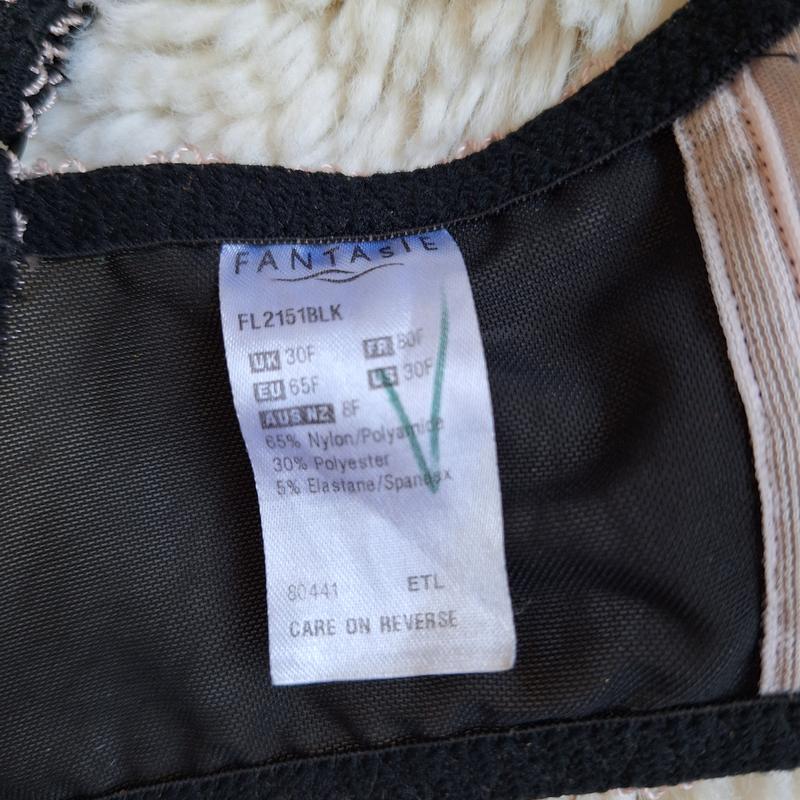 FANTASIE
FL2151BLK
UK 30F FR 80F
EU 65F US 30F
AUS NZ 8F
65% Nylon/Polyamide
30% Polyester
5% Elastane/Spandex
80441 ETL
CARE ON REVERSE